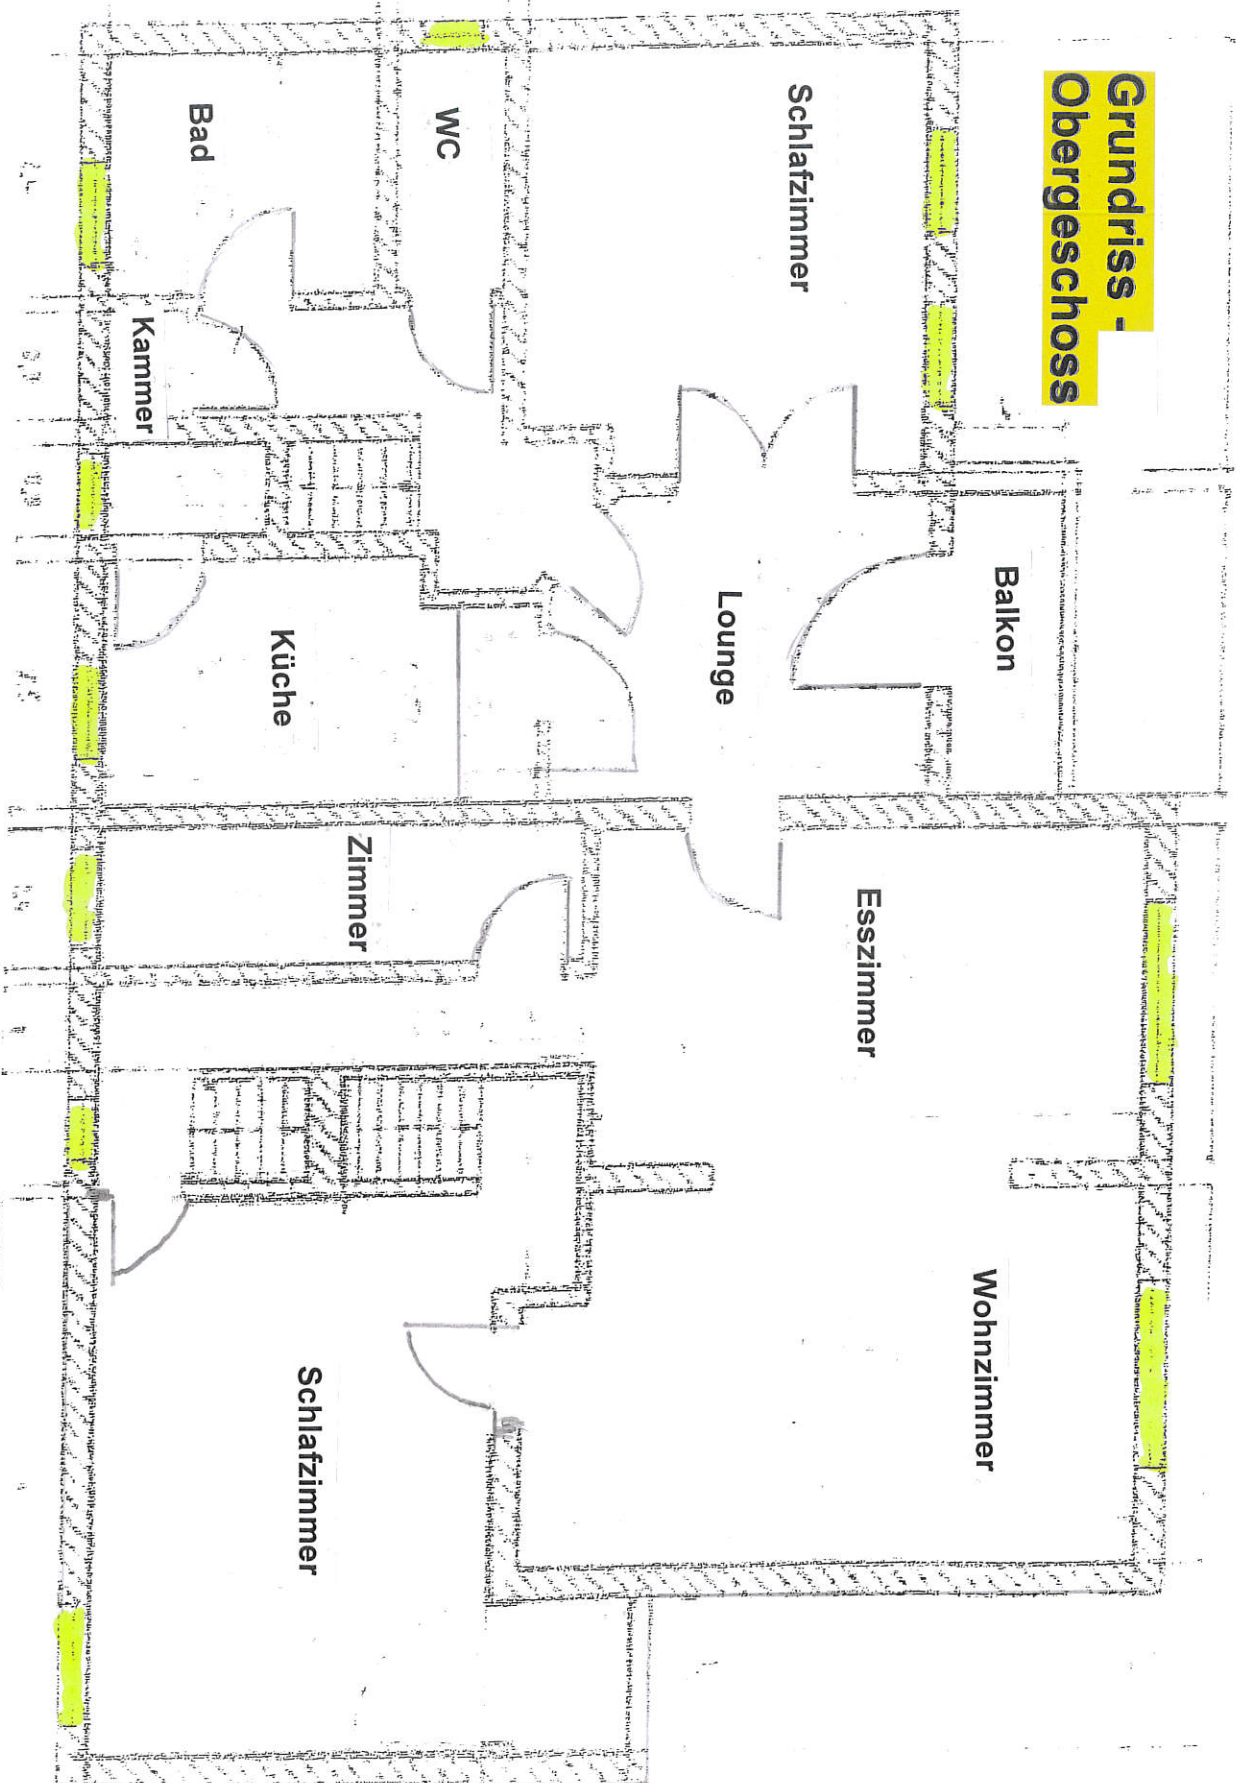 Grundriss -
Obergeschoss
Schlafzimmer
WC
Bad
Kammer
Balkon
Lounge
Küche
Esszimmer
Zimmer
Wohnzimmer
Schlafzimmer